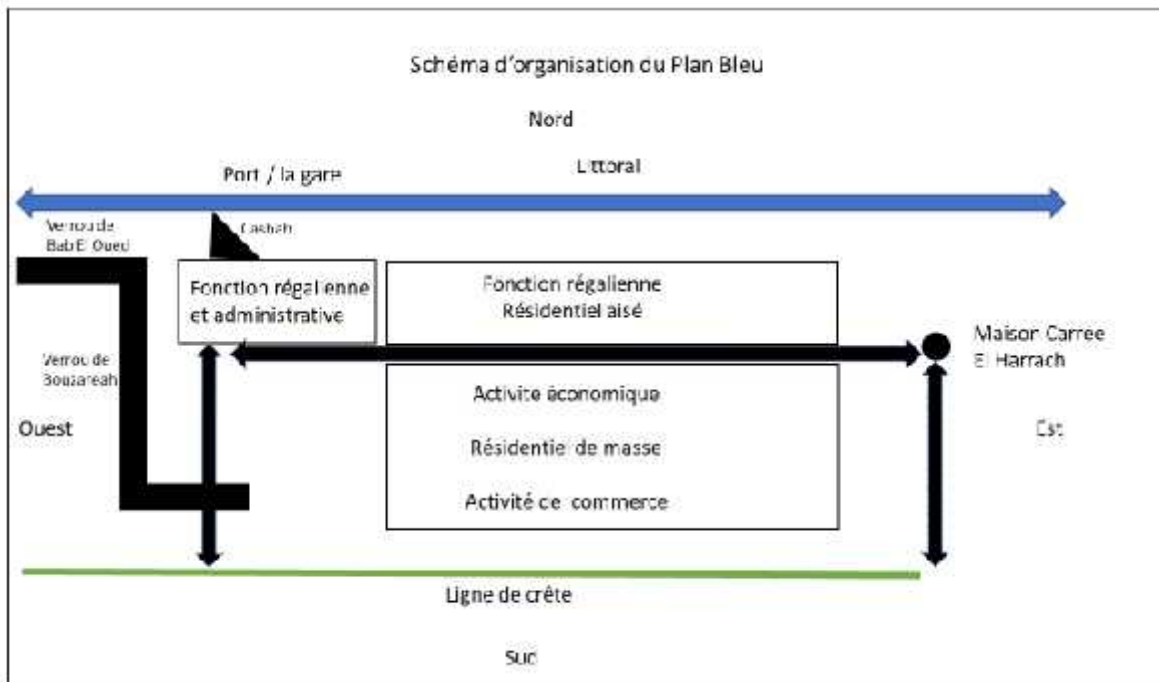 Schéma d'organisation du Plan Bleu
Nord
Littoral
Port / la gare
Verrou de
Bab El Oued
Casbah
Fonction régalienne
et administrative
Fonction régalienne
Résidentiel aisé
Verrou de
Bouzareah
Maison Carree
El Harrach
Activite économique
Ouest
Est
Résidentiel de masse
Activité de commerce
Ligne de crête
Sud